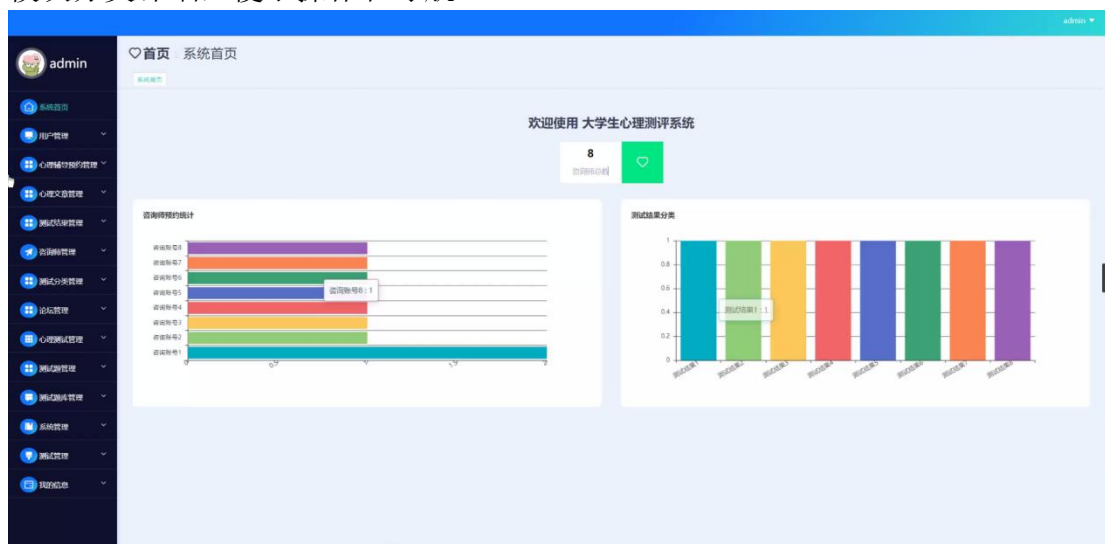 admin
admin
首页 系统首页
系统首页
系统首页
用户管理
心理辅导预约管理
心理文章管理
测试结果管理
咨询师管理
测试分类管理
论坛管理
心理测试管理
测试题管理
测试题库管理
系统管理
测试管理
我的信息
欢迎使用 大学生心理测评系统
8
咨询师总数
咨询师预约统计
咨询账号8
咨询账号7
咨询账号6
咨询账号5
咨询账号4
咨询账号3
咨询账号2
咨询账号1
咨询账号6 : 1
0
0.5
1
1.5
2
测试结果分类
1
0.8
0.6
0.4
0.2
0
测试结果1 : 1
测试结果1
测试结果2
测试结果3
测试结果4
测试结果5
测试结果6
测试结果7
测试结果8